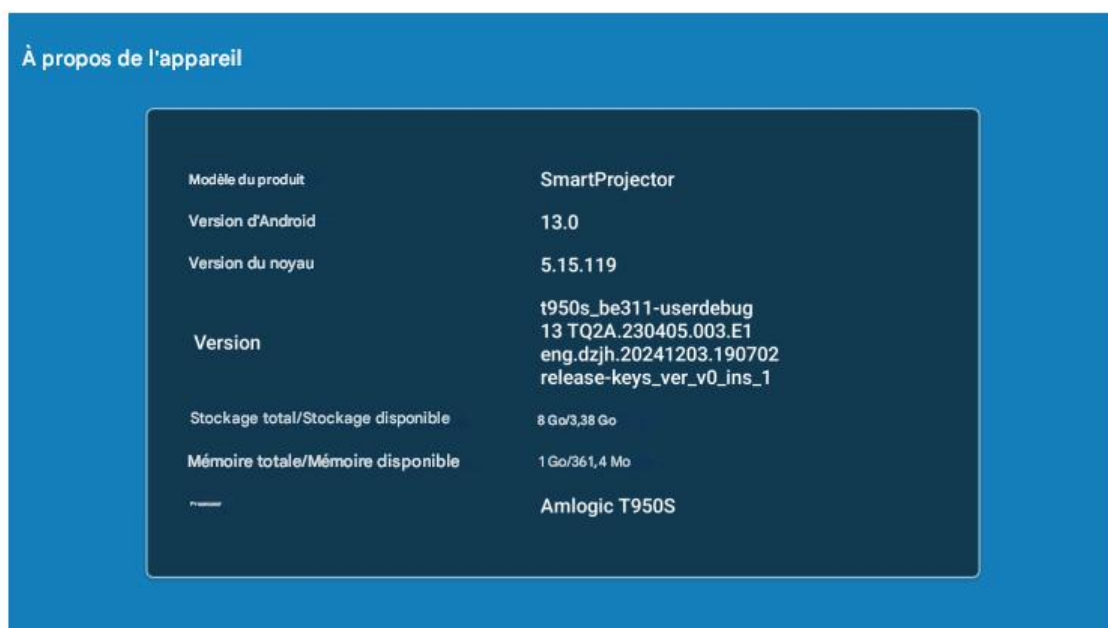 À propos de l'appareil
Modèle du produit SmartProjector
Version d'Android 13.0
Version du noyau 5.15.119
Version
t950s_be311-userdebug
13 TQ2A.230405.003.E1
eng.dzjh.20241203.190702
release-keys_ver_v0_ins_1
Stockage total/Stockage disponible 8 Go/3,38 Go
Mémoire totale/Mémoire disponible 1 Go/361,4 Mo
Amlogic T950S